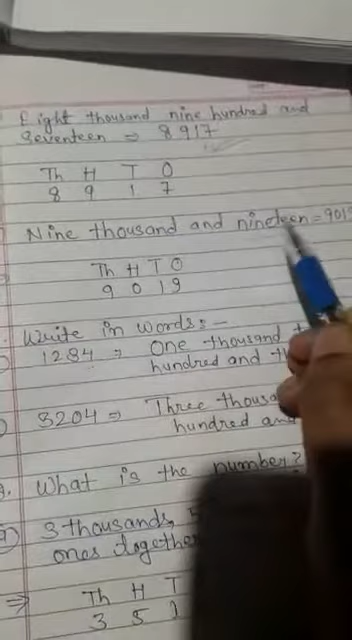 Eight thousand nine hundred and
Seventeen ⇒ 8917
Th H T O
8 9 1 7
Nine thousand and nineteen = 901
Th H T O
9 0 1 9
Write in words:-
1284 = One thousand
hundred and
3204 ⇒ Three
hundred and
What is the number?
3 thousands,
ones together
⇒ Th H T
3 5 1